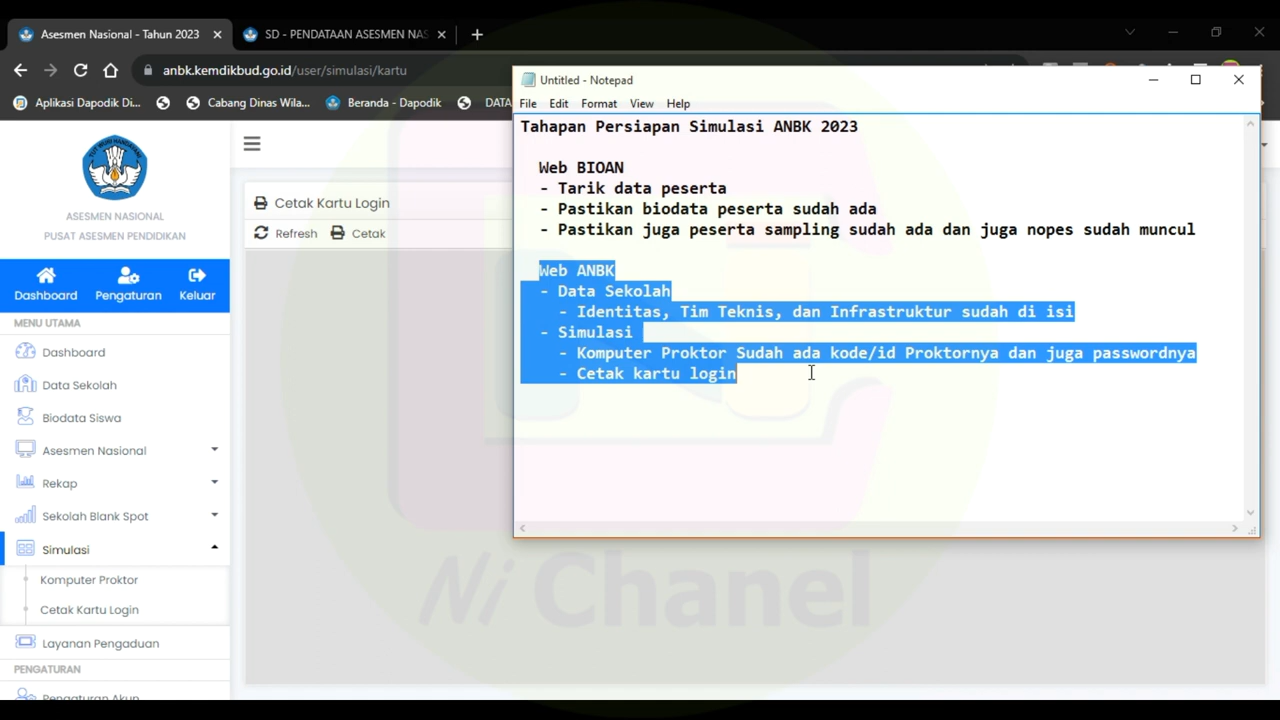 Asesmen Nasional - Tahun 2023
SD - PENDATAAN ASESMEN NAS
anbk.kemdikbud.go.id/user/simulasi/kartu
Aplikasi Dapodik Di...
Cabang Dinas Wila...
Beranda - Dapodik
DATA
ASESMEN NASIONAL
PUSAT ASESMEN PENDIDIKAN
Dashboard
Pengaturan
Keluar
MENU UTAMA
Dashboard
Data Sekolah
Biodata Siswa
Asesmen Nasional
Rekap
Sekolah Blank Spot
Simulasi
Komputer Proktor
Cetak Kartu Login
Layanan Pengaduan
PENGATURAN
Pengaturan Akun
Cetak Kartu Login
Refresh
Cetak
Untitled - Notepad
File Edit Format View Help
Tahapan Persiapan Simulasi ANBK 2023
Web BIOAN
- Tarik data peserta
- Pastikan biodata peserta sudah ada
- Pastikan juga peserta sampling sudah ada dan juga nopes sudah muncul
Web ANBK
- Data Sekolah
- Identitas, Tim Teknis, dan Infrastruktur sudah di isi
- Simulasi
- Komputer Proktor Sudah ada kode/id Proktornya dan juga passwordnya
- Cetak kartu login
Ni Chanel